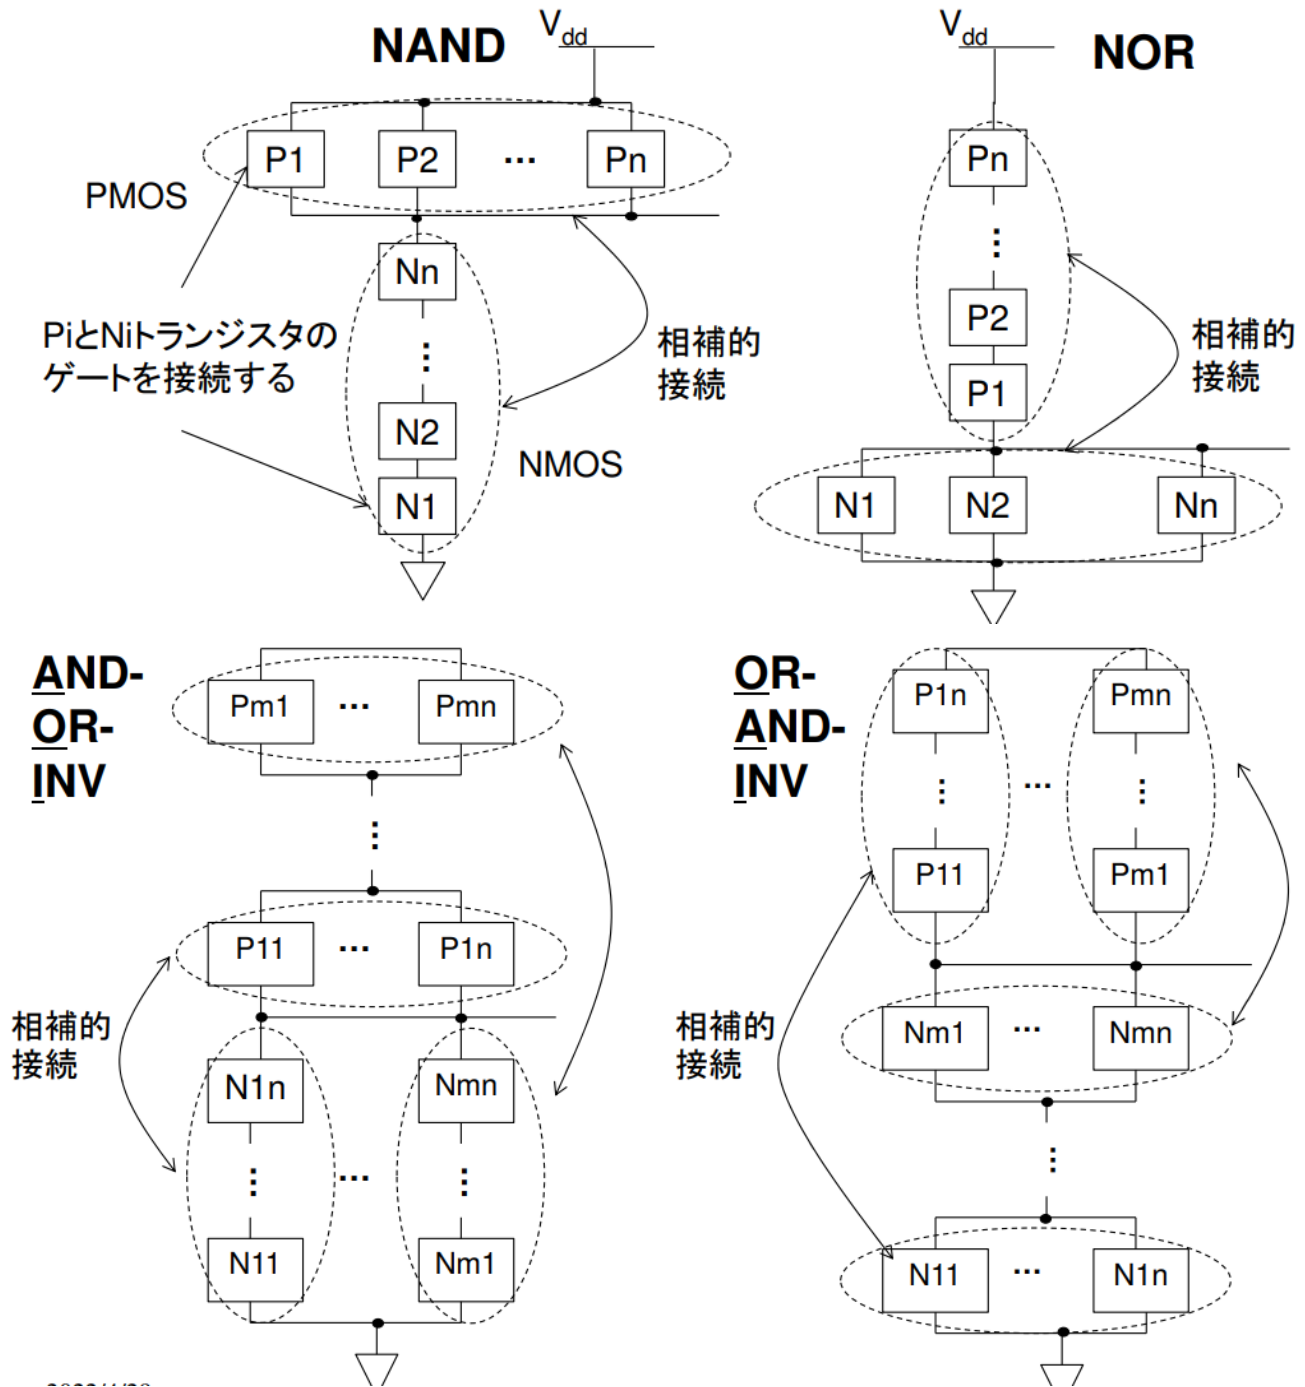 NAND
Vdd
P1
P2
...
Pn
PMOS
Nn
⋮
N2
N1
NMOS
PiとNiトランジスタの
ゲートを接続する
相補的
接続
NOR
Vdd
Pn
⋮
P2
P1
N1
N2
Nn
相補的
接続
AND-
OR-
INV
Pm1
...
Pmn
⋮
P11
...
P1n
相補的
接続
N1n
Nmn
⋮
...
⋮
N11
Nm1
OR-
AND-
INV
P1n
Pmn
⋮
...
⋮
P11
Pm1
相補的
接続
Nm1
...
Nmn
⋮
N11
...
N1n